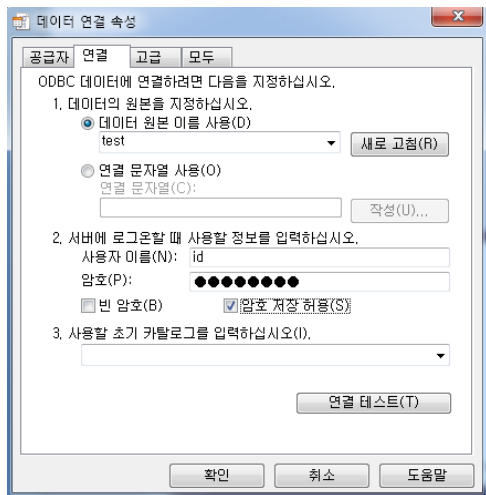 데이터 연결 속성
공급자 연결 고급 모두
ODBC 데이터에 연결하려면 다음을 지정하십시오.
1. 데이터의 원본을 지정하십시오.
데이터 원본 이름 사용(D)
test
새로 고침(R)
연결 문자열 사용(O)
연결 문자열(C):
작성(U)...
2. 서버에 로그온할 때 사용할 정보를 입력하십시오.
사용자 이름(N): id
암호(P): ●●●●●●●●
빈 암호(B) 암호 저장 허용(S)
3. 사용할 초기 카탈로그를 입력하십시오(I).
연결 테스트(T)
확인 취소 도움말